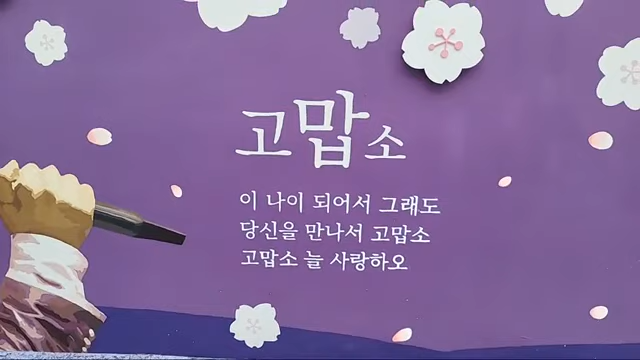 고맙소
이 나이 되어서 그래도
당신을 만나서 고맙소
고맙소 늘 사랑하오